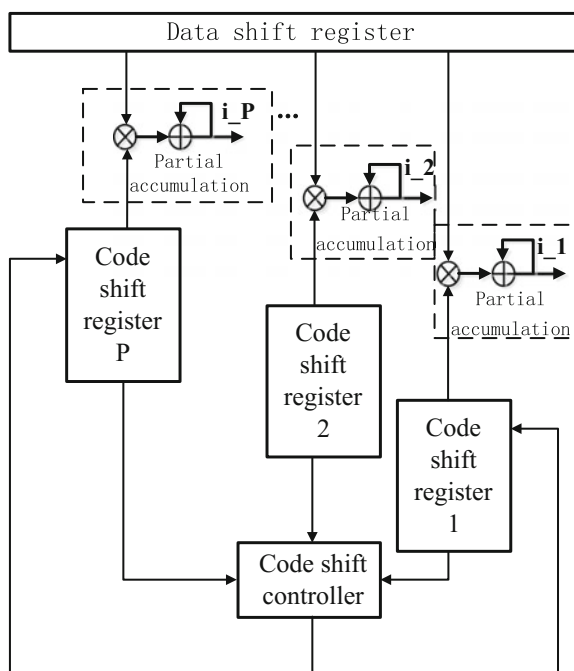 Data shift register
i_P
...
Partial
accumulation
i_2
Partial
accumulation
i_1
Partial
accumulation
Code
shift
register
P
Code
shift
register
2
Code
shift
register
1
Code shift
controller